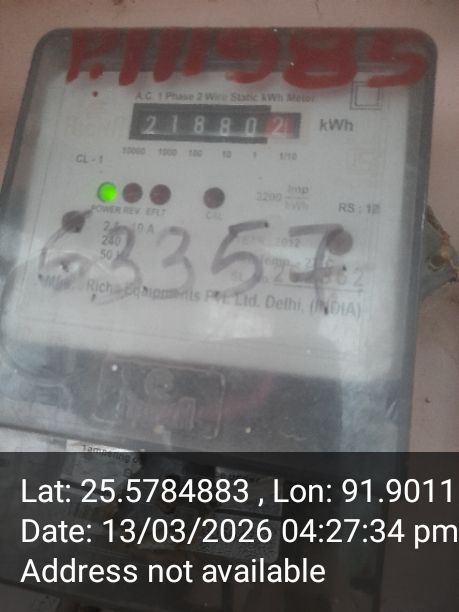 P.111985
A.C. 1 Phase 2 Wire Static kWh Meter
218802 kWh
10000 1000 100 10 1 1/10
CL - 1
POWER REV. EFLT CAL
3200 Imp/kWh
RS : 12
63357
240
50
Equipments Pvt. Ltd. Delhi, (INDIA)
Tampering
Lat: 25.5784883 , Lon: 91.9011
Date: 13/03/2026 04:27:34 pm
Address not available